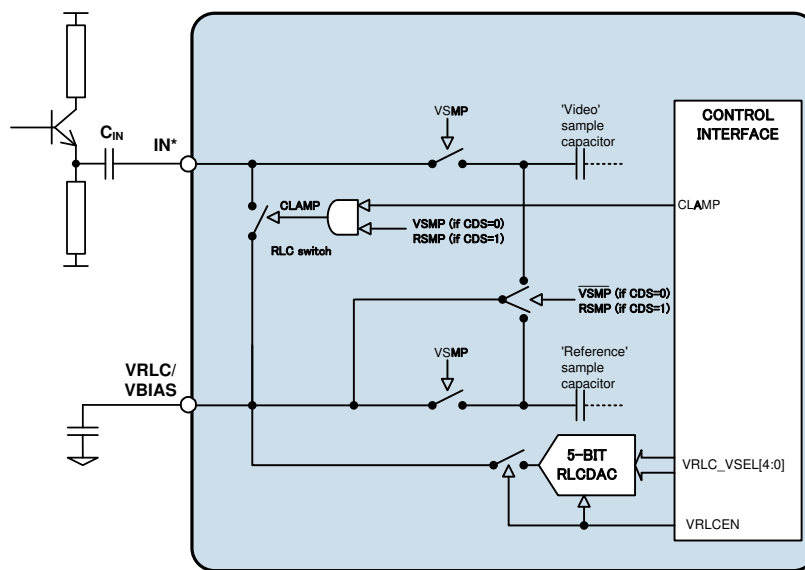 VSMP
'Video'
sample
capacitor
CONTROL
INTERFACE
CIN
IN*
CLAMP
CLAMP
VSMP (if CDS=0)
RSMP (if CDS=1)
RLC switch
VSMP (if CDS=0)
RSMP (if CDS=1)
VSMP
'Reference'
sample
capacitor
VRLC/
VBIAS
5-BIT
RLCDAC
VRLC_VSEL[4:0]
VRLCEN